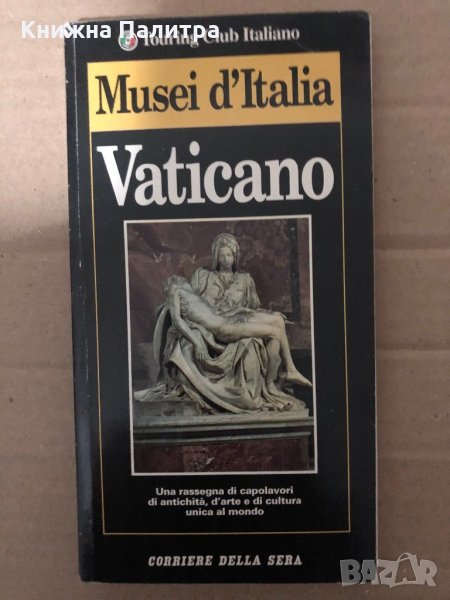 Книжна Палитра
Touring Club Italiano
Musei d'Italia
Vaticano
Una rassegna di capolavori
di antichità, d'arte e di cultura
unica al mondo
CORRIERE DELLA SERA
BAZAR